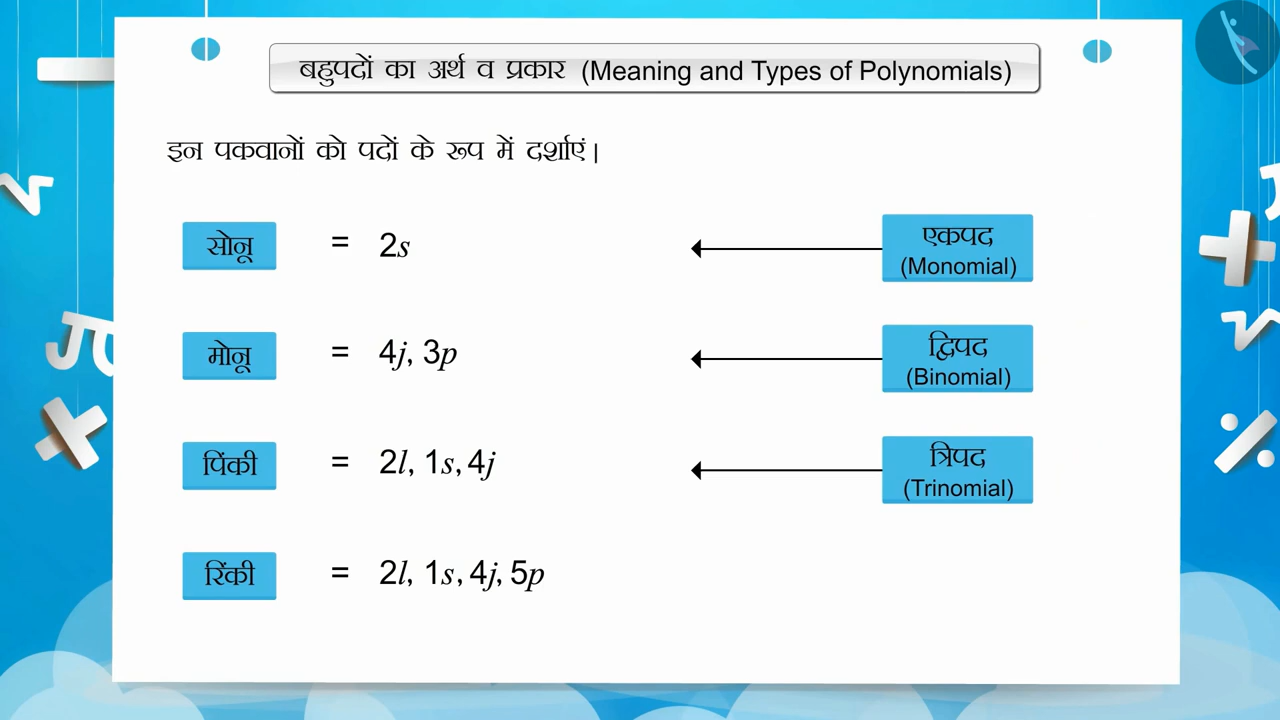 बहुपदों का अर्थ व प्रकार (Meaning and Types of Polynomials)
इन पकवानों को पदों के रूप में दर्शाएं।
सोनू = 2s एकपद
(Monomial)
मोनू = 4j, 3p द्विपद
(Binomial)
पिंकी = 2l, 1s, 4j त्रिपद
(Trinomial)
रिंकी = 2l, 1s, 4j, 5p